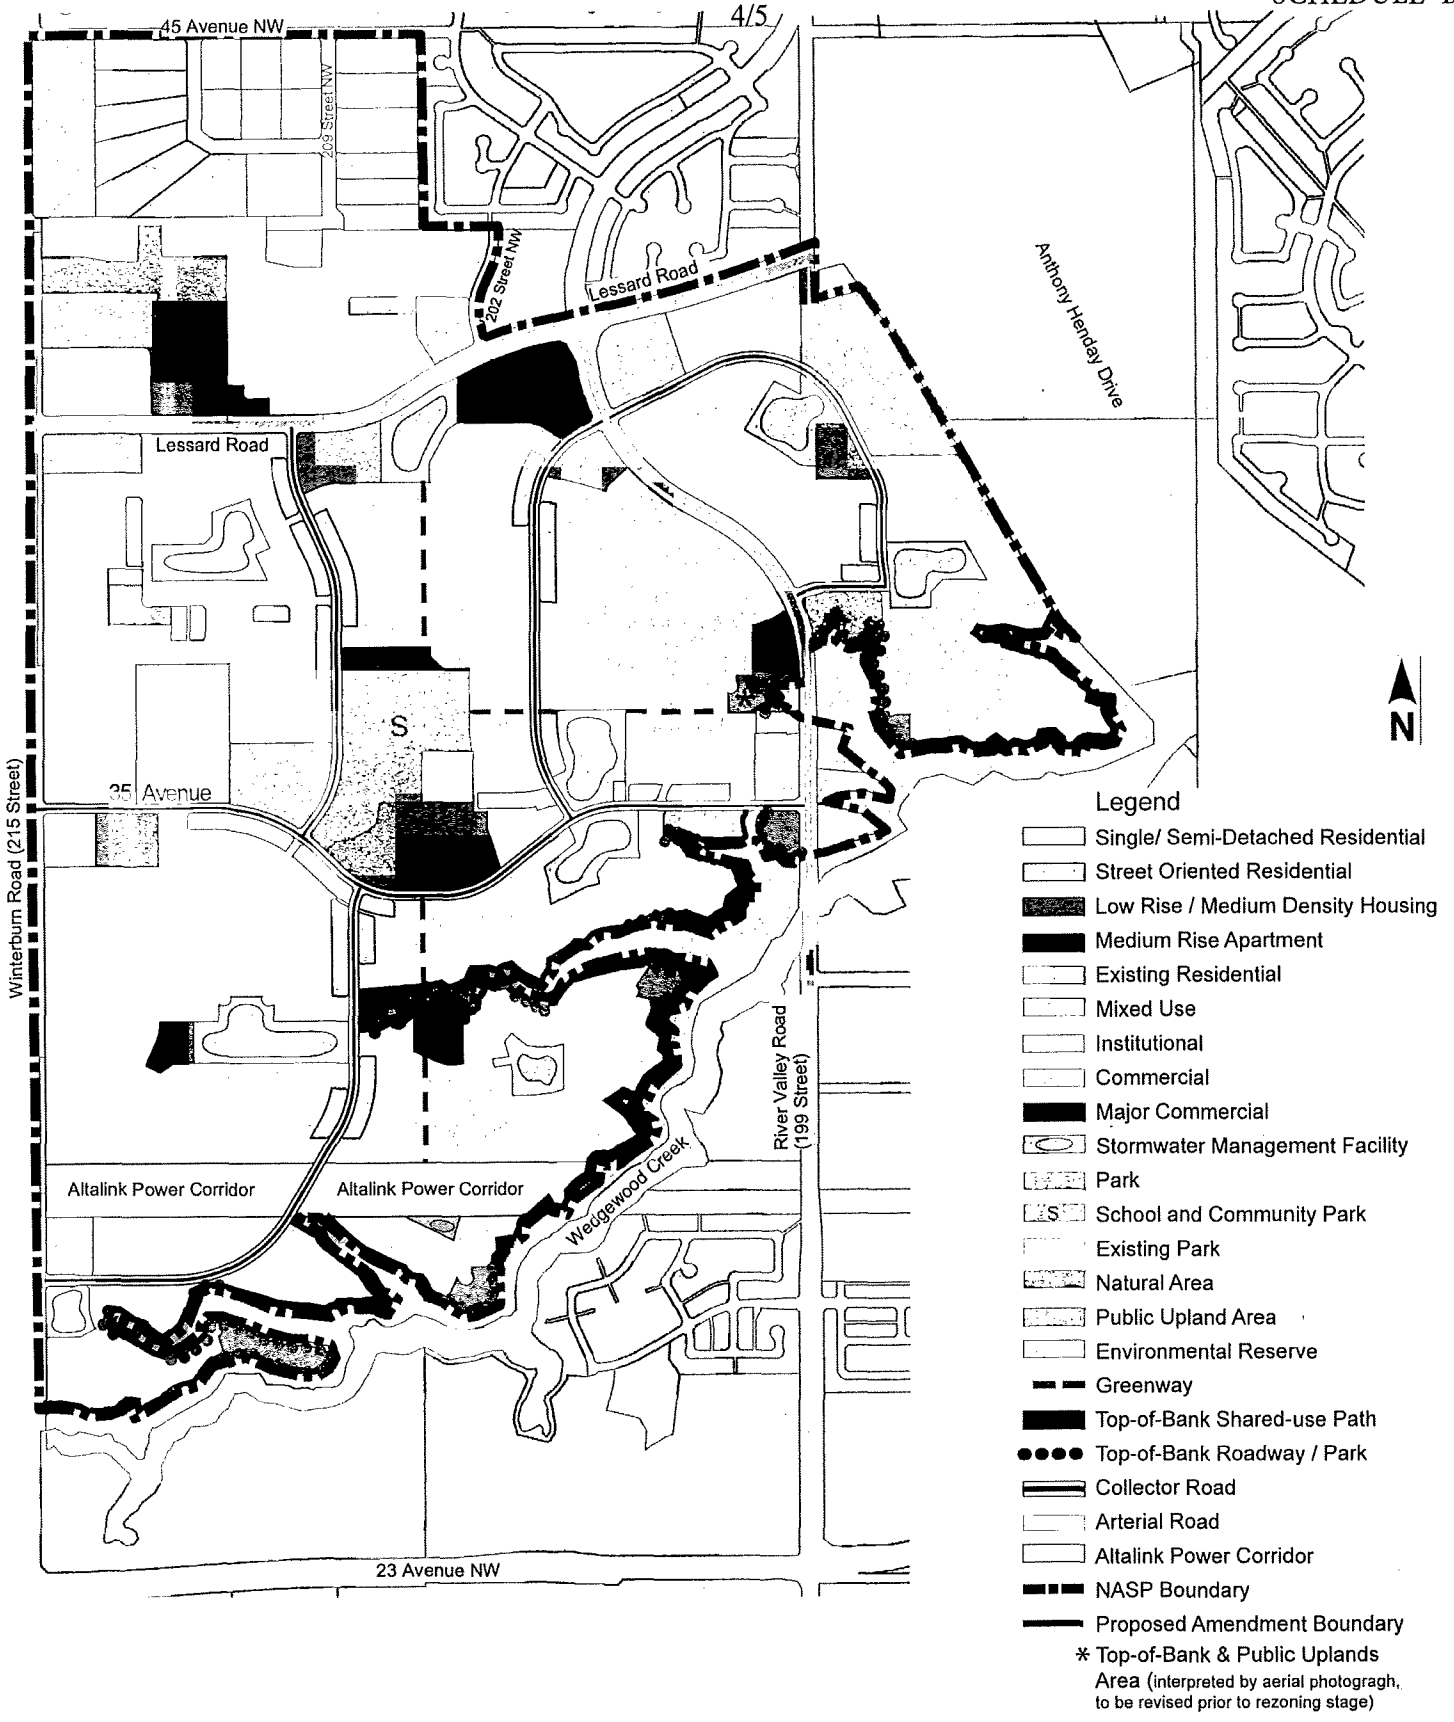 4/5
45 Avenue NW
209 Street NW
202 Street NW
Lessard Road
Anthony Henday Drive
Lessard Road
S
*
N
35 Avenue
Winterburn Road (215 Street)
River Valley Road
(199 Street)
Altalink Power Corridor
Altalink Power Corridor
Wedgewood Creek
23 Avenue NW
Legend
Single/ Semi-Detached Residential
Street Oriented Residential
Low Rise / Medium Density Housing
Medium Rise Apartment
Existing Residential
Mixed Use
Institutional
Commercial
Major Commercial
Stormwater Management Facility
Park
S School and Community Park
Existing Park
Natural Area
Public Upland Area
Environmental Reserve
Greenway
Top-of-Bank Shared-use Path
Top-of-Bank Roadway / Park
Collector Road
Arterial Road
Altalink Power Corridor
NASP Boundary
Proposed Amendment Boundary
* Top-of-Bank & Public Uplands
Area (interpreted by aerial photogragh,
to be revised prior to rezoning stage)